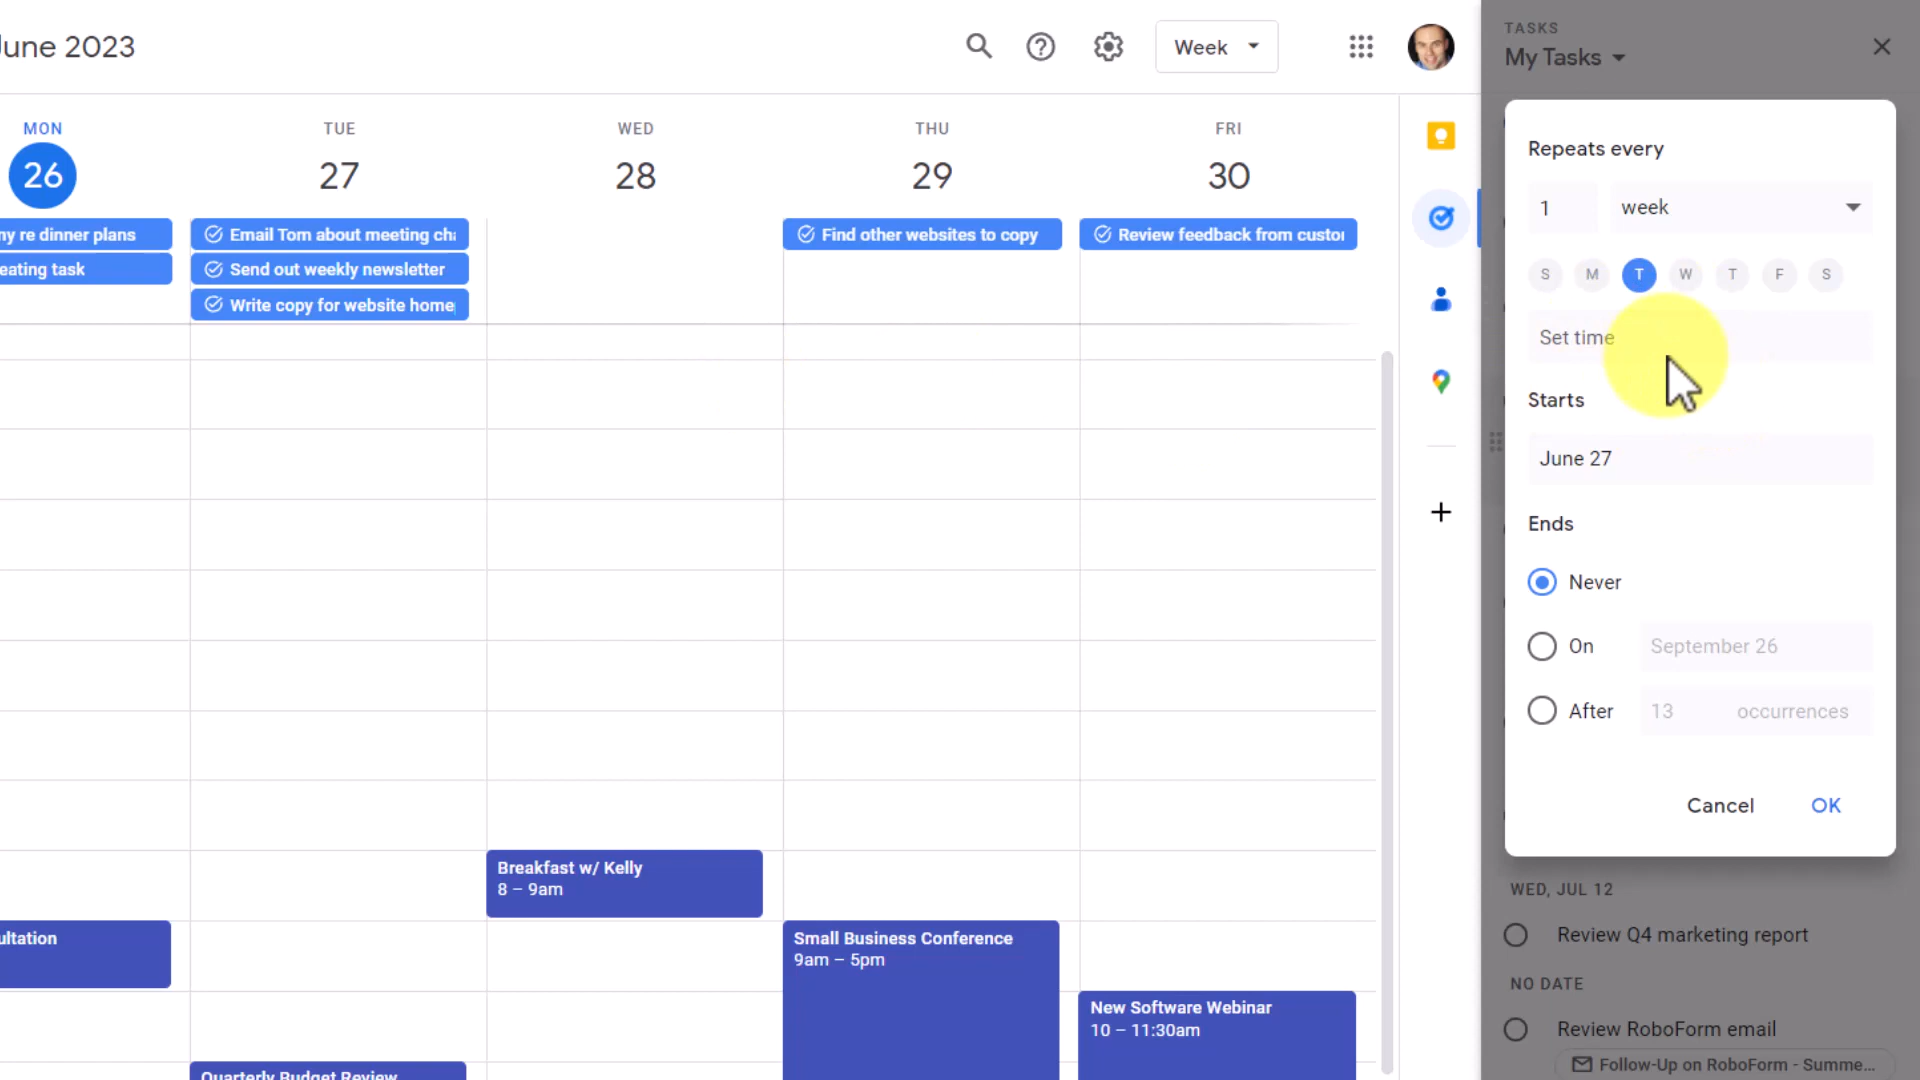 June 2023
Week
MON
TUE
WED
THU
FRI
26
27
28
29
30
ny re dinner plans
Email Tom about meeting
Find other websites to copy
Review feedback from
eating task
Send out weekly newsletter
Write copy for website
Breakfast w/ Kelly
8 – 9am
ultation
Small Business Conference
9am – 5pm
New Software Webinar
10 – 11:30am
Quarterly Budget Review
TASKS
My Tasks
Repeats every
1 week
S M T W T F S
Set time
Starts
June 27
Ends
Never
On September 26
After 13 occurrences
Cancel OK
WED, JUL 12
Review Q4 marketing report
NO DATE
Review RoboForm email
Follow-Up on RoboForm - Summe...